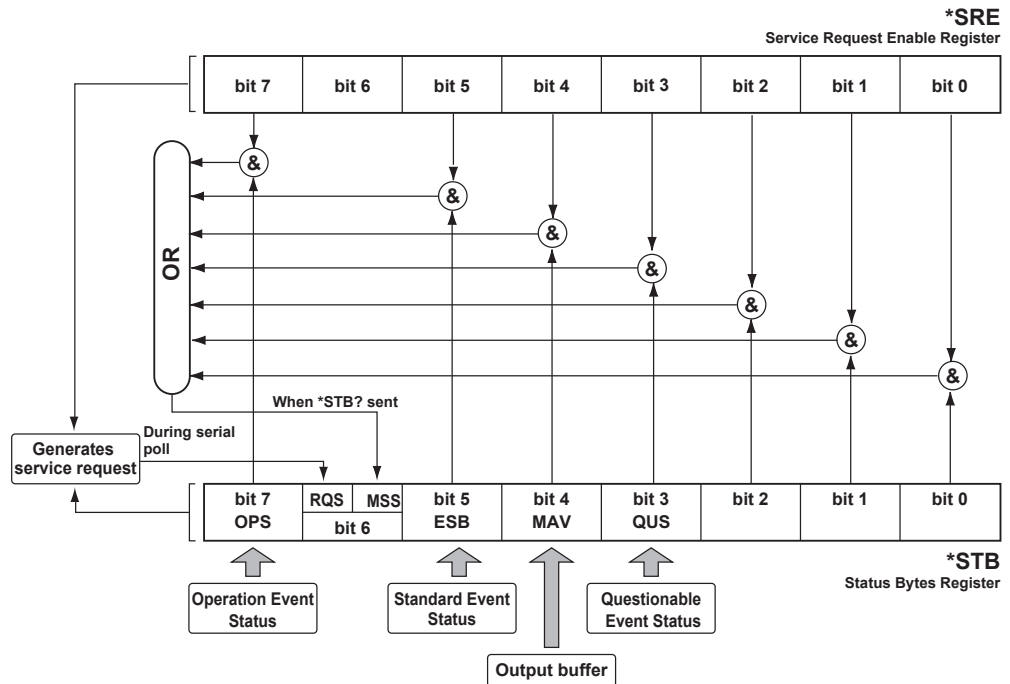 *SRE
Service Request Enable Register
bit 7 bit 6 bit 5 bit 4 bit 3 bit 2 bit 1 bit 0
&
&
&
&
&
&
&
OR
When *STB? sent
During serial
poll
Generates
service request
bit 7 RQS MSS bit 5 bit 4 bit 3 bit 2 bit 1 bit 0
OPS bit 6 ESB MAV QUS
*STB
Status Bytes Register
Operation Event
Status
Standard Event
Status
Questionable
Event Status
Output buffer